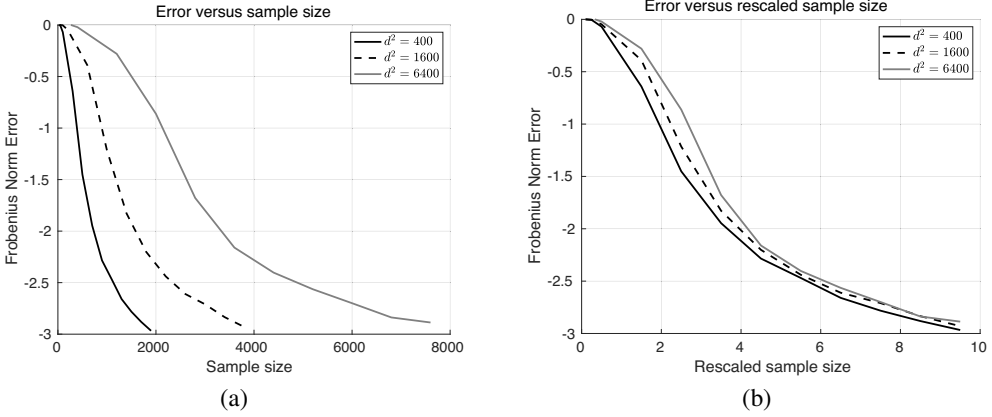 Error versus sample size
0
-0.5
-1
-1.5
-2
-2.5
-3
0
2000
4000
6000
8000
Frobenius Norm Error
Sample size
d² = 400
d² = 1600
d² = 6400
(a)
Error versus rescaled sample size
0
-0.5
-1
-1.5
-2
-2.5
-3
0
2
4
6
8
10
Frobenius Norm Error
Rescaled sample size
d² = 400
d² = 1600
d² = 6400
(b)